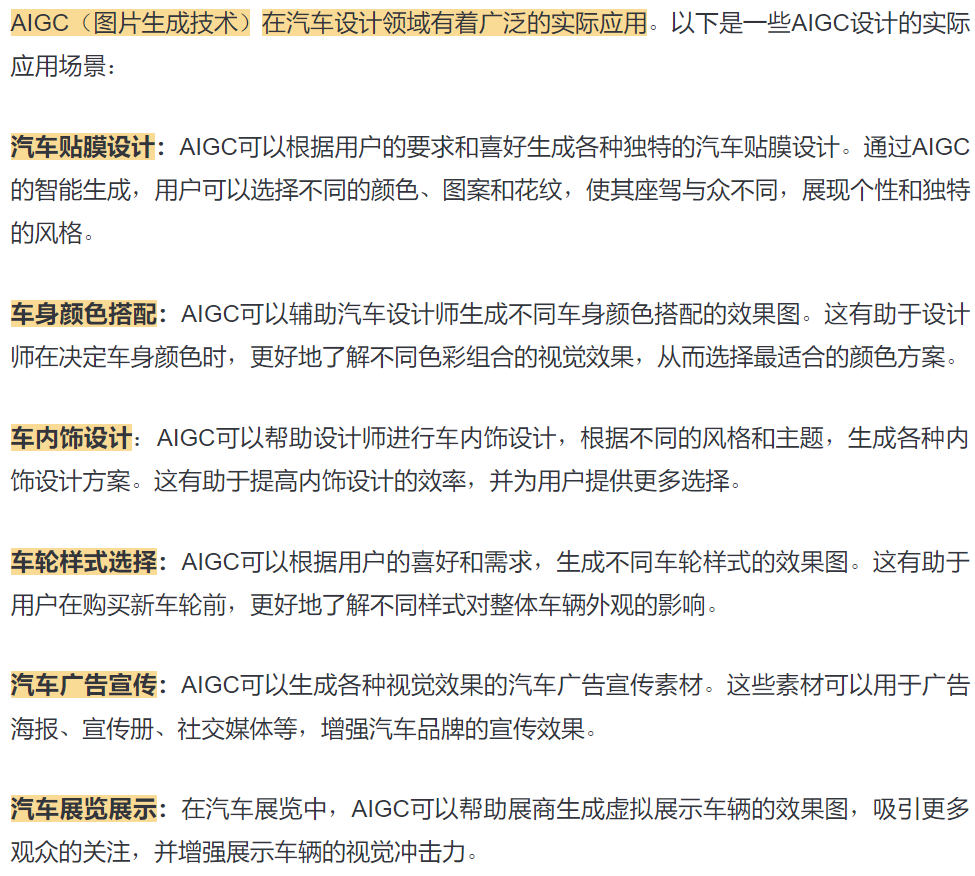 AIGC（图片生成技术）在汽车设计领域有着广泛的实际应用。以下是一些AIGC设计的实际
应用场景：
汽车贴膜设计：AIGC可以根据用户的要求和喜好生成各种独特的汽车贴膜设计。通过AIGC
的智能生成，用户可以选择不同的颜色、图案和花纹，使其座驾与众不同，展现个性和独特
的风格。
车身颜色搭配：AIGC可以辅助汽车设计师生成不同车身颜色搭配的效果图。这有助于设计
师在决定车身颜色时，更好地了解不同色彩组合的视觉效果，从而选择最适合的颜色方案。
车内饰设计：AIGC可以帮助设计师进行车内饰设计，根据不同的风格和主题，生成各种内
饰设计方案。这有助于提高内饰设计的效率，并为用户提供更多选择。
车轮样式选择：AIGC可以根据用户的喜好和需求，生成不同车轮样式的效果图。这有助于
用户在购买新车轮前，更好地了解不同样式对整体车辆外观的影响。
汽车广告宣传：AIGC可以生成各种视觉效果的汽车广告宣传素材。这些素材可以用于广告
海报、宣传册、社交媒体等，增强汽车品牌的宣传效果。
汽车展览展示：在汽车展览中，AIGC可以帮助展商生成虚拟展示车辆的效果图，吸引更多
观众的关注，并增强展示车辆的视觉冲击力。